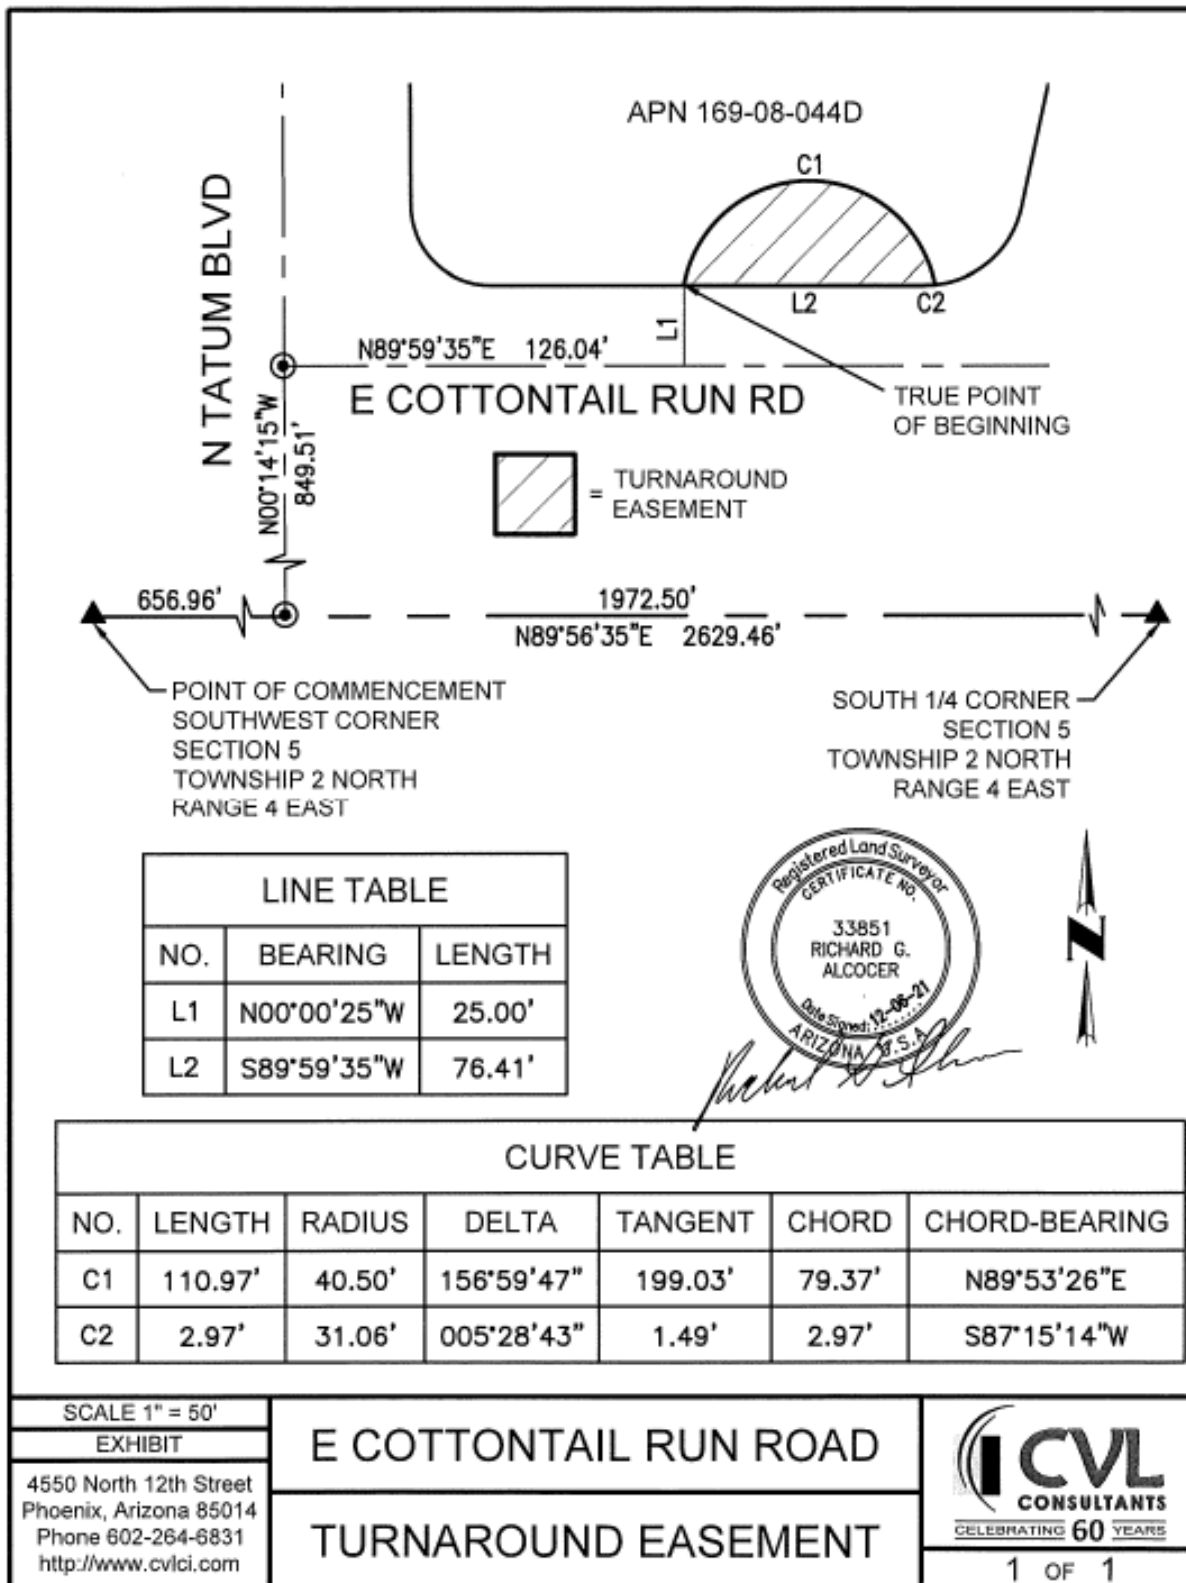 APN 169-08-044D
C1
N TATUM BLVD
L1
L2
C2
N89°59'35"E 126.04'
E COTTONTAIL RUN RD
TRUE POINT
OF BEGINNING
N00°14'15"W
849.51'
= TURNAROUND
EASEMENT
656.96'
1972.50'
N89°56'35"E 2629.46'
POINT OF COMMENCEMENT
SOUTHWEST CORNER
SECTION 5
TOWNSHIP 2 NORTH
RANGE 4 EAST
SOUTH 1/4 CORNER
SECTION 5
TOWNSHIP 2 NORTH
RANGE 4 EAST
LINE TABLE
NO. BEARING LENGTH
L1 N00°00'25"W 25.00'
L2 S89°59'35"W 76.41'
Registered Land Surveyor
CERTIFICATE NO.
33851
RICHARD G.
ALCOCER
Date Signed: 12-06-21
ARIZONA U.S.A.
N
CURVE TABLE
NO. LENGTH RADIUS DELTA TANGENT CHORD CHORD-BEARING
C1 110.97' 40.50' 156°59'47" 199.03' 79.37' N89°53'26"E
C2 2.97' 31.06' 005°28'43" 1.49' 2.97' S87°15'14"W
SCALE 1" = 50'
EXHIBIT
4550 North 12th Street
Phoenix, Arizona 85014
Phone 602-264-6831
http://www.cvlci.com
E COTTONTAIL RUN ROAD
TURNAROUND EASEMENT
CVL
CONSULTANTS
CELEBRATING 60 YEARS
1 OF 1